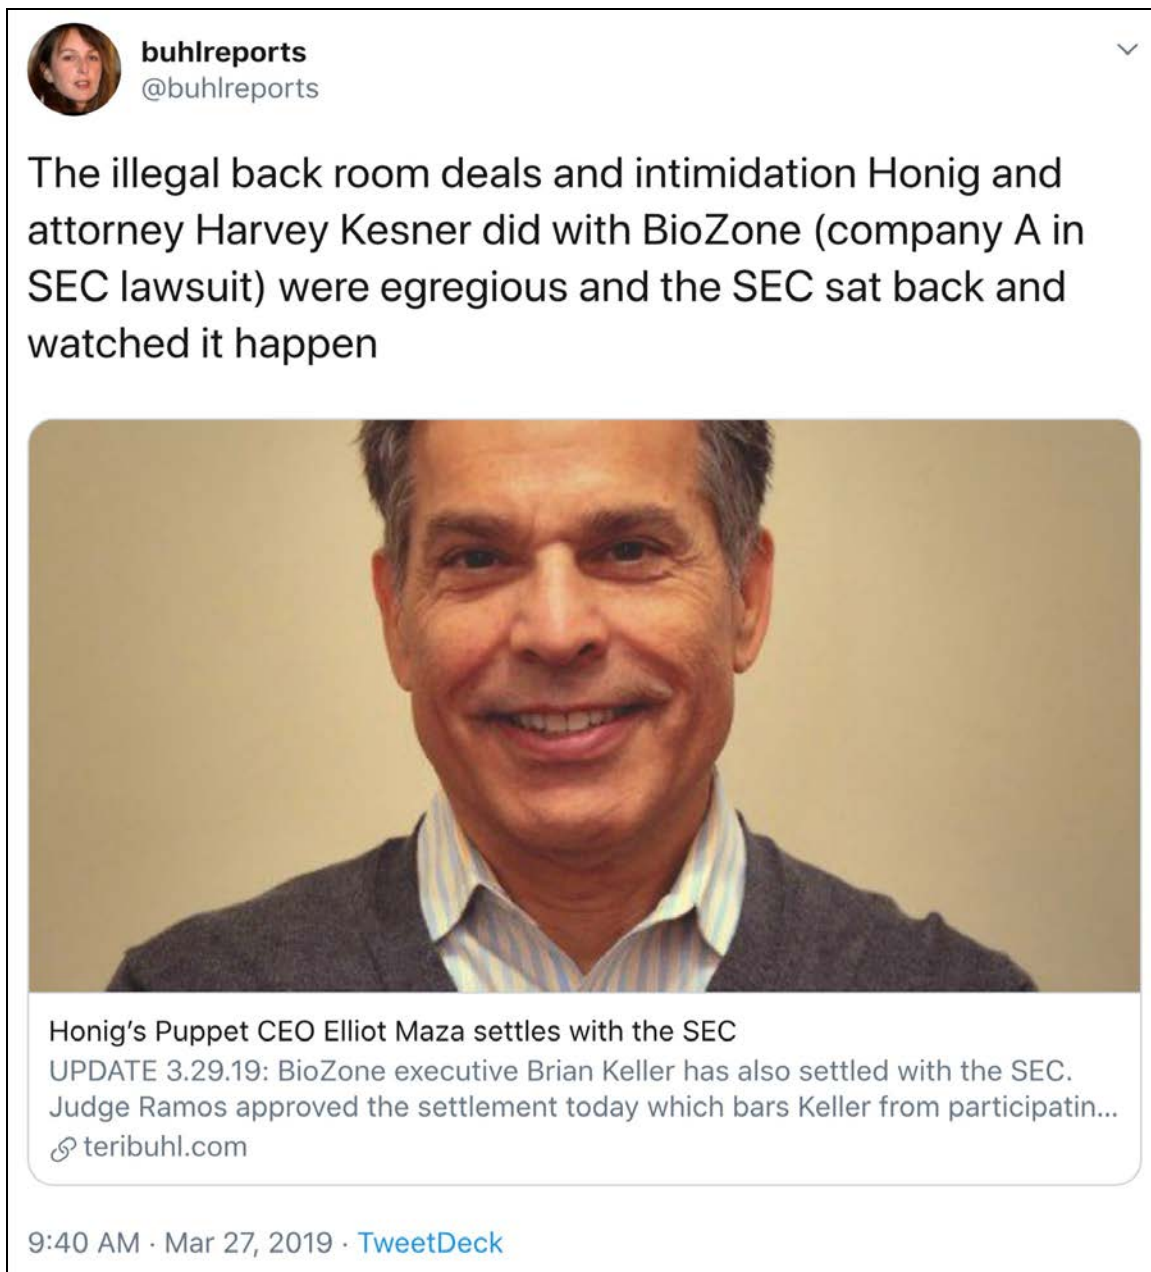 buhlreports
@buhlreports
The illegal back room deals and intimidation Honig and
attorney Harvey Kesner did with BioZone (company A in
SEC lawsuit) were egregious and the SEC sat back and
watched it happen
Honig’s Puppet CEO Elliot Maza settles with the SEC
UPDATE 3.29.19: BioZone executive Brian Keller has also settled with the SEC.
Judge Ramos approved the settlement today which bars Keller from participatin...
teribuhl.com
9:40 AM · Mar 27, 2019 · TweetDeck